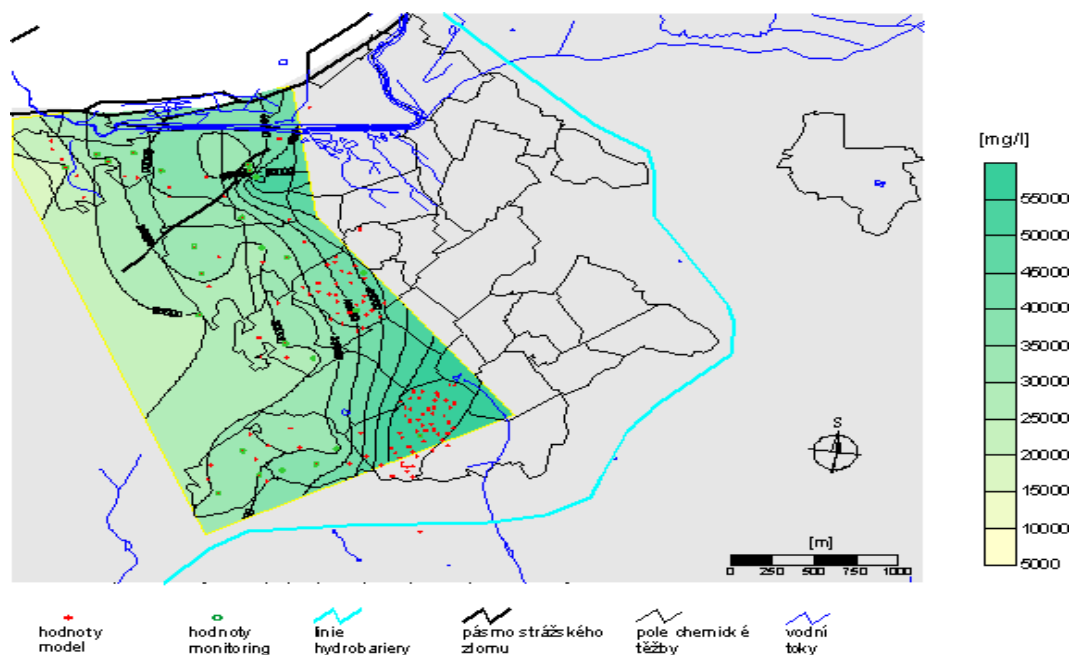 [mg/l]
55000
50000
45000
40000
35000
30000
25000
20000
15000
10000
5000
S
[m]
0 250 500 750 1000
hodnoty model
hodnoty monitoring
linie hydrobariery
pásmo strážského zlomu
pole chemické těžby
vodní toky